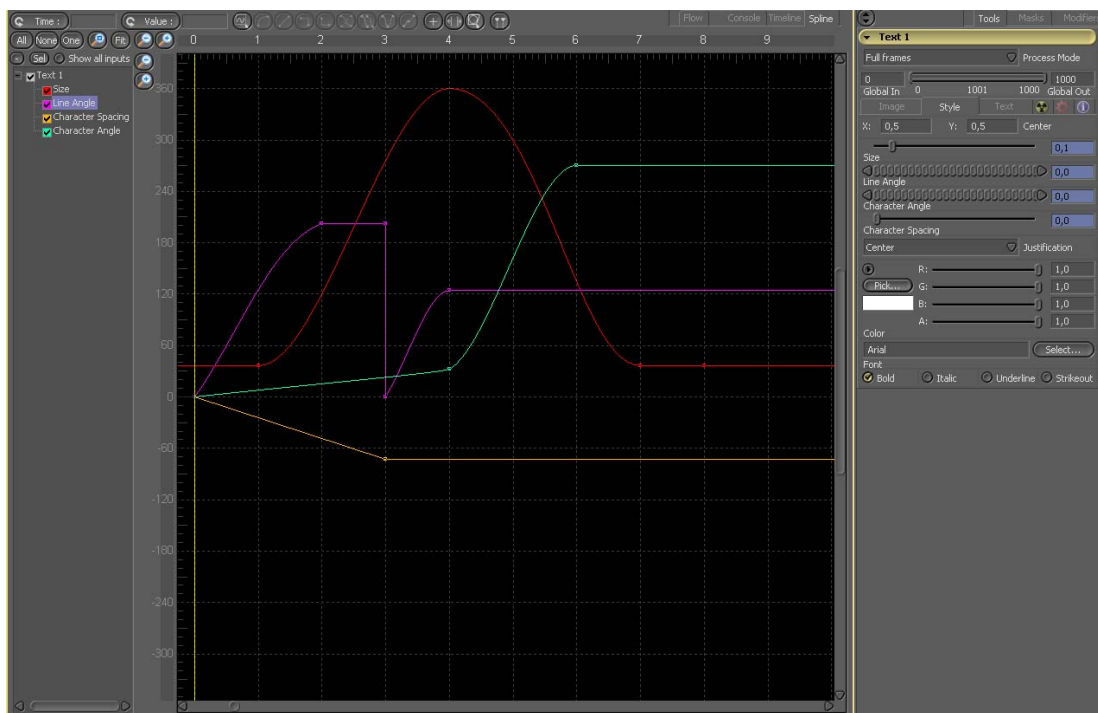 Time : Value : Flow Console Timeline Spline Tools Masks Modifiers
All None One Fit 0 1 2 3 4 5 6 7 8 9 Text 1
Sel Show all inputs Full frames Process Mode
Text 1
Size
Line Angle
Character Spacing
Character Angle
360
300
240
180
120
60
0
-60
-120
-180
-240
-300
0 1000
Global In 0 1001 1000 Global Out
Image Style Text
X: 0,5 Y: 0,5 Center
0,1
Size
0,0
Line Angle
0,0
Character Angle
0,0
Character Spacing
Center Justification
R: 1,0
Pick... G: 1,0
B: 1,0
A: 1,0
Color
Arial Select...
Font
Bold Italic Underline Strikeout